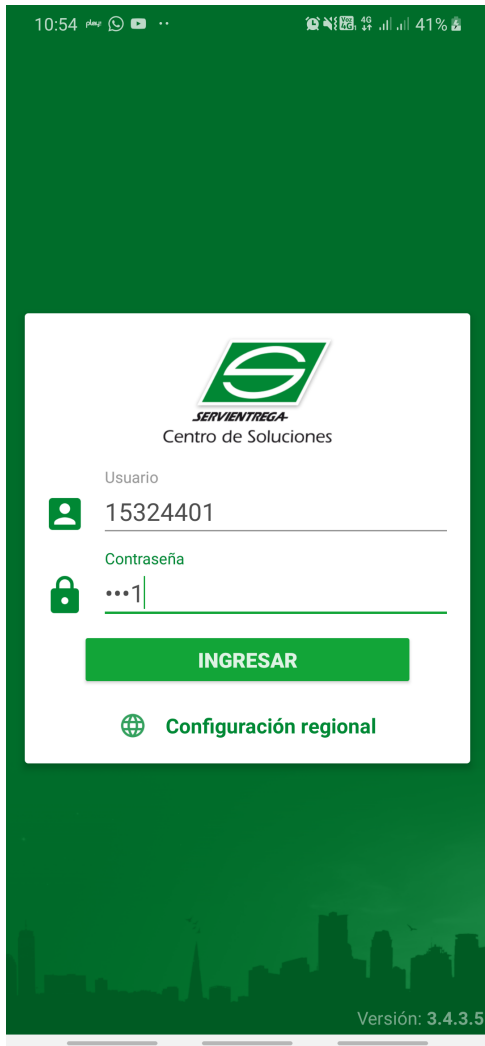 10:54
41%
SERVIENTREGA
Centro de Soluciones
Usuario
15324401
Contraseña
•••1
INGRESAR
Configuración regional
Versión: 3.4.3.5